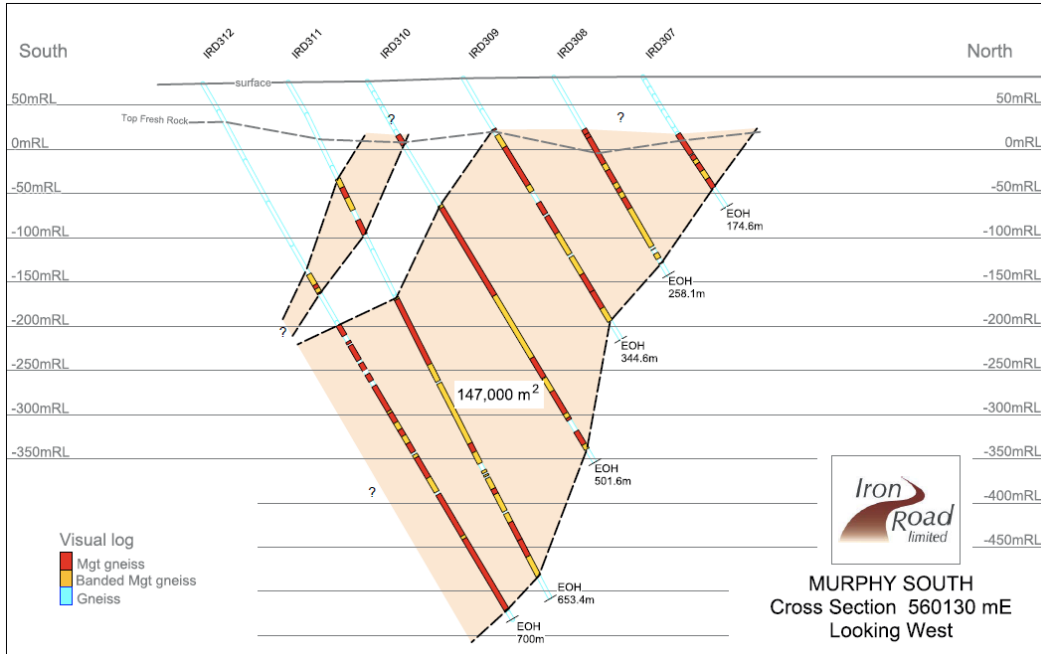 South
IRD312
IRD311
IRD310
IRD309
IRD308
IRD307
North
surface
50mRL
50mRL
Top Fresh Rock
?
?
0mRL
0mRL
-50mRL
-50mRL
EOH
174.6m
-100mRL
-100mRL
-150mRL
-150mRL
EOH
258.1m
-200mRL
-200mRL
?
EOH
344.6m
-250mRL
-250mRL
147,000 m²
-300mRL
-300mRL
-350mRL
-350mRL
EOH
501.6m
?
-400mRL
-450mRL
Iron
Road
limited
Visual log
Mgt gneiss
Banded Mgt gneiss
Gneiss
EOH
653.4m
EOH
700m
MURPHY SOUTH
Cross Section 560130 mE
Looking West